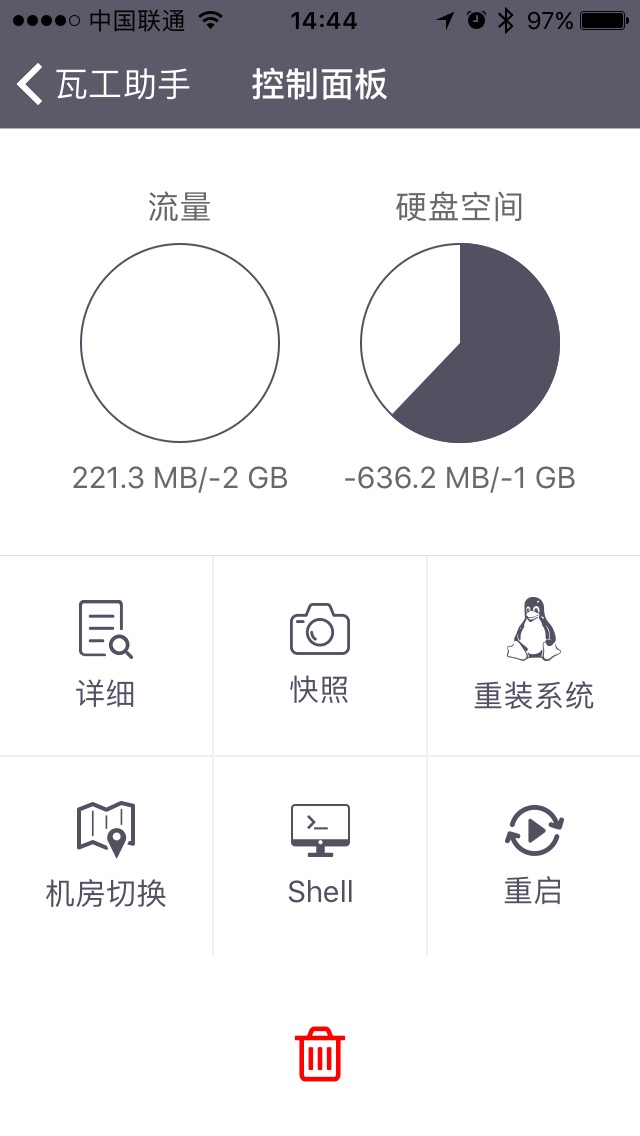 中国联通 14:44 97%
瓦工助手 控制面板
流量 硬盘空间
221.3 MB/-2 GB -636.2 MB/-1 GB
详细 快照 重装系统
机房切换 Shell 重启